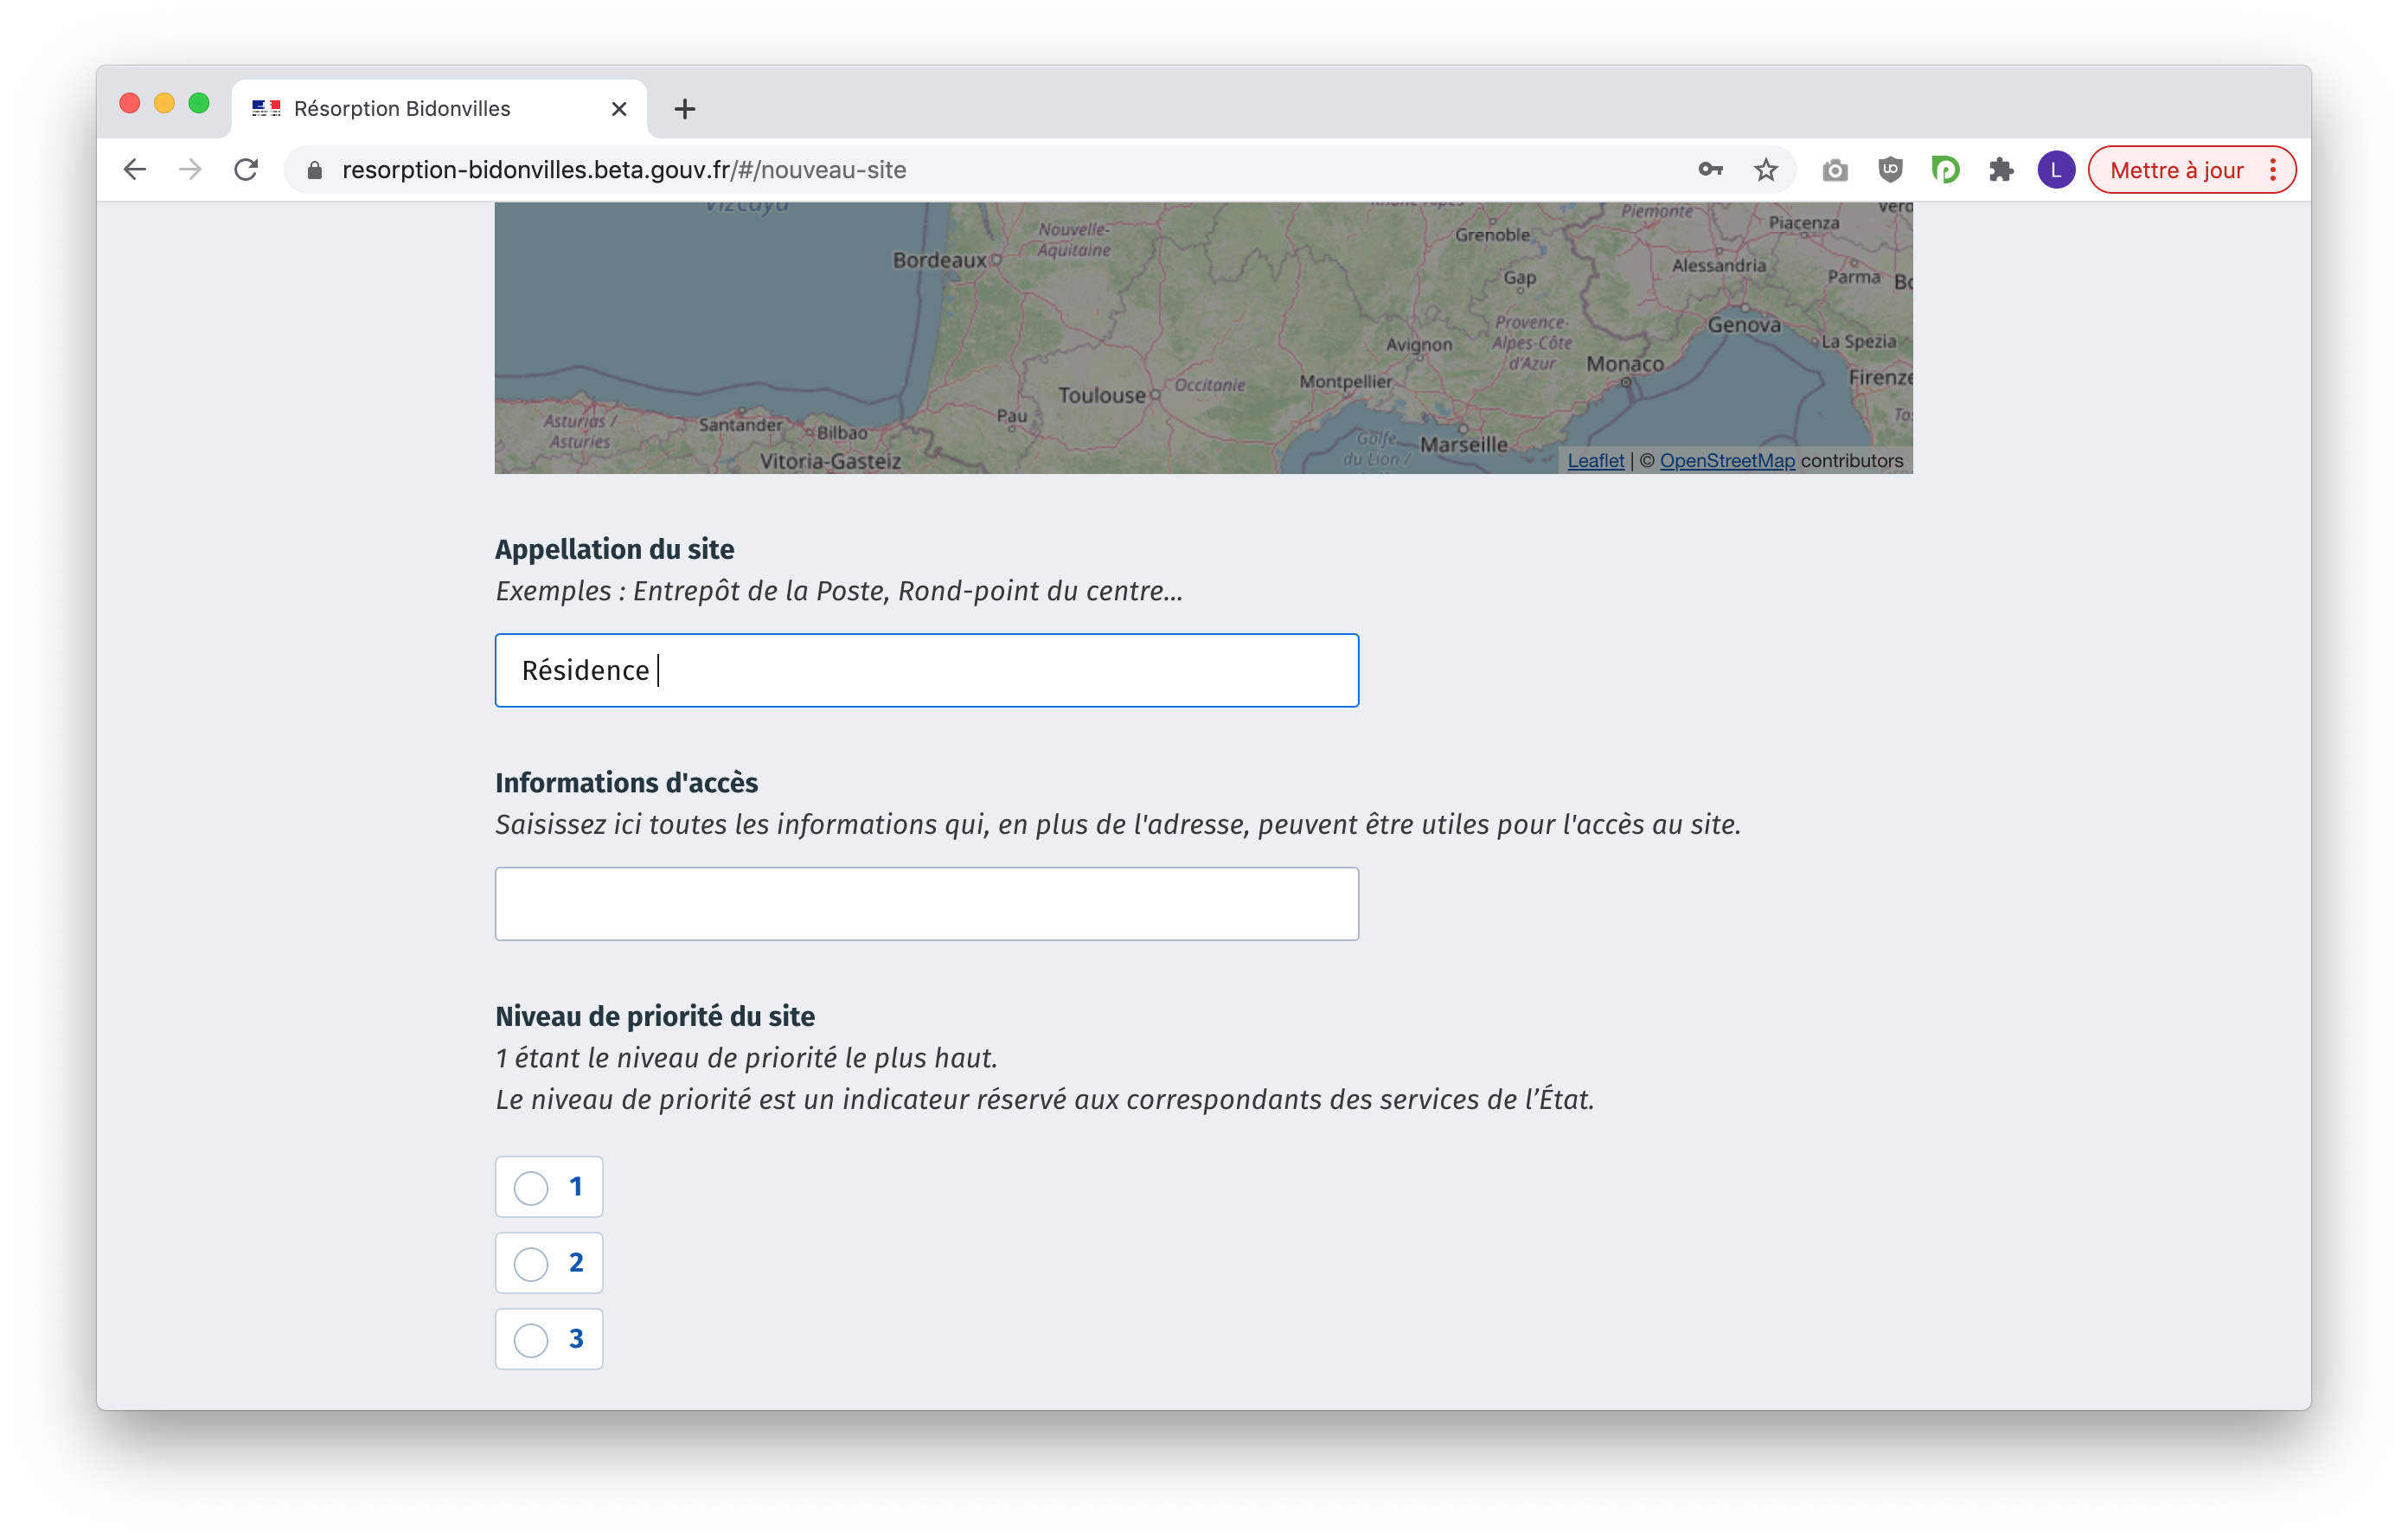 Résorption Bidonvilles
resorption-bidonvilles.beta.gouv.fr/#/nouveau-site
L
Mettre à jour
Vizcaya
Piemonte
Piacenza
Nouvelle-
Aquitaine
Grenoble
Bordeaux
Alessandria
Gap
Parma
Provence-
Alpes-Côte
d'Azur
Genova
Avignon
La Spezia
Monaco
Montpellier
Toulouse
Occitanie
Pau
Asturias /
Asturies
Santander
Bilbao
Golfe
du Lion /
Marseille
Vitoria-Gasteiz
Leaflet | © OpenStreetMap contributors
Appellation du site
Exemples : Entrepôt de la Poste, Rond-point du centre...
Résidence
Informations d'accès
Saisissez ici toutes les informations qui, en plus de l'adresse, peuvent être utiles pour l'accès au site.
Niveau de priorité du site
1 étant le niveau de priorité le plus haut.
Le niveau de priorité est un indicateur réservé aux correspondants des services de l’État.
1
2
3